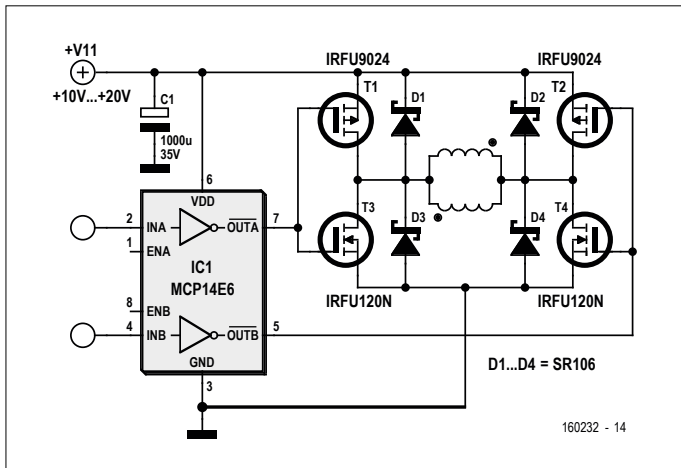 +V11
+10V...+20V
C1
1000u
35V
IRFU9024
IRFU9024
T1
D1
D2
T2
T3
D3
D4
T4
IRFU120N
IRFU120N
6
VDD
2
INA
OUTA
7
1
ENA
IC1
MCP14E6
8
ENB
4
INB
OUTB
5
GND
3
D1...D4 = SR106
160232 - 14